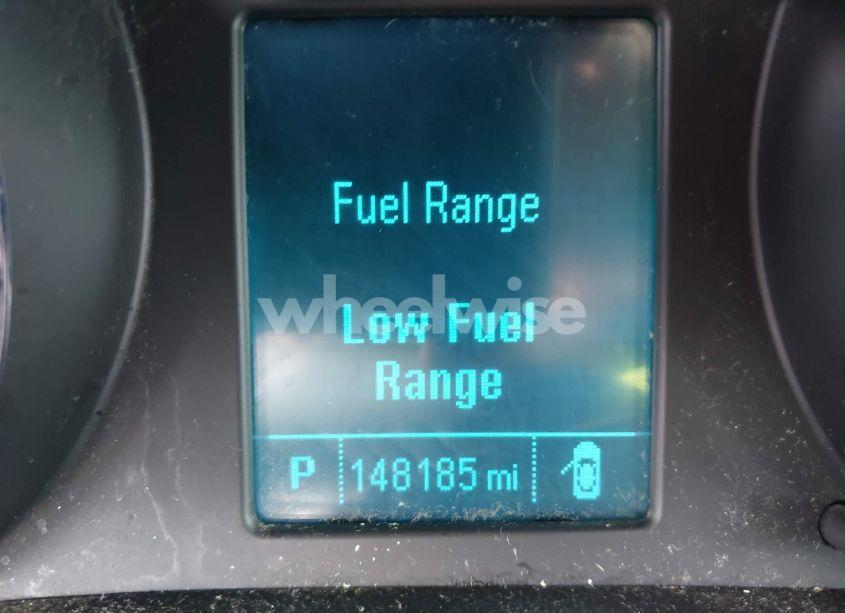 Fuel Range
wheelwise
Low Fuel
Range
P 148185 mi